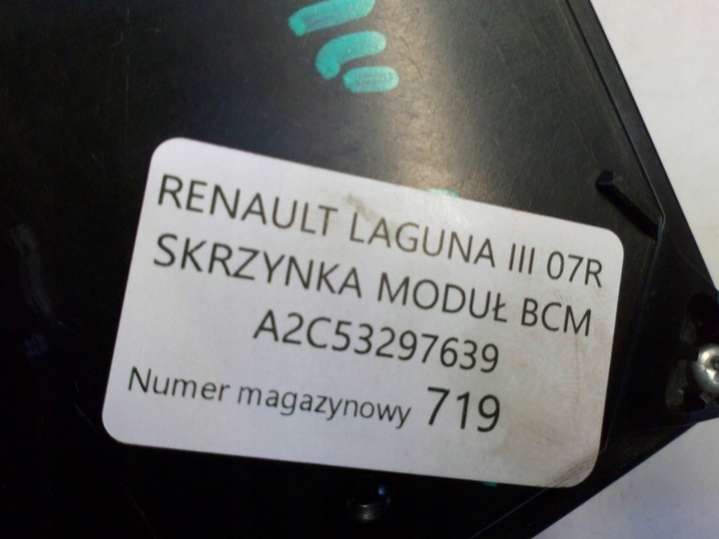 RENAULT LAGUNA III 07R
SKRZYNKA MODUŁ BCM
A2C53297639
Numer magazynowy 719